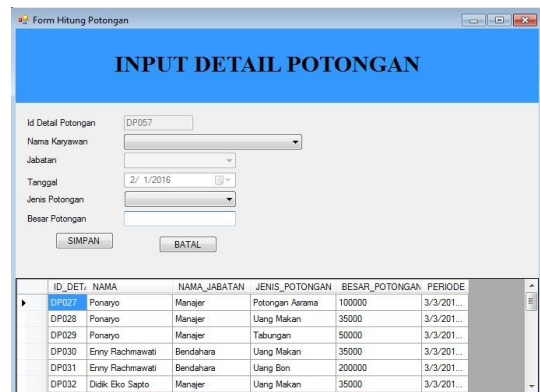 Form Hitung Potongan
INPUT DETAIL POTONGAN
Id Detail Potongan DP057
Nama Karyawan
Jabatan
Tanggal 2/ 1/2016
Jenis Potongan
Besar Potongan
SIMPAN BATAL
ID_DET NAMA NAMA_JABATAN JENIS_POTONGAN BESAR_POTONGAN PERIODE
DP027 Ponaryo Manajer Potongan Asrama 100000 3/3/201...
DP028 Ponaryo Manajer Uang Makan 35000 3/3/201...
DP029 Ponaryo Manajer Tabungan 50000 3/3/201...
DP030 Enny Rachmawati Bendahara Uang Makan 35000 3/3/201...
DP031 Enny Rachmawati Bendahara Uang Bon 200000 3/3/201...
DP032 Didik Eko Sapto Manajer Uang Makan 35000 3/3/201...